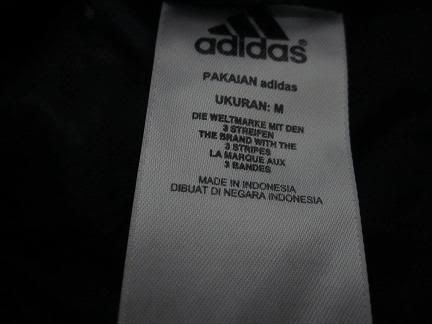 adidas
PAKAIAN adidas
UKURAN: M
DIE WELTMARKE MIT DEN
3 STREIFEN
THE BRAND WITH THE
3 STRIPES
LA MARQUE AUX
3 BANDES
MADE IN INDONESIA
DIBUAT DI NEGARA INDONESIA